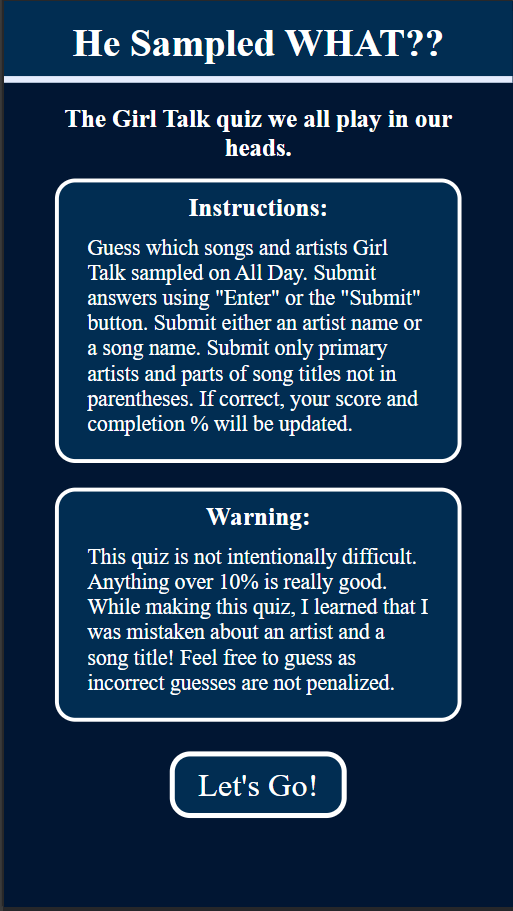 He Sampled WHAT??
The Girl Talk quiz we all play in our
heads.
Instructions:
Guess which songs and artists Girl
Talk sampled on All Day. Submit
answers using "Enter" or the "Submit"
button. Submit either an artist name or
a song name. Submit only primary
artists and parts of song titles not in
parentheses. If correct, your score and
completion % will be updated.
Warning:
This quiz is not intentionally difficult.
Anything over 10% is really good.
While making this quiz, I learned that I
was mistaken about an artist and a
song title! Feel free to guess as
incorrect guesses are not penalized.
Let's Go!